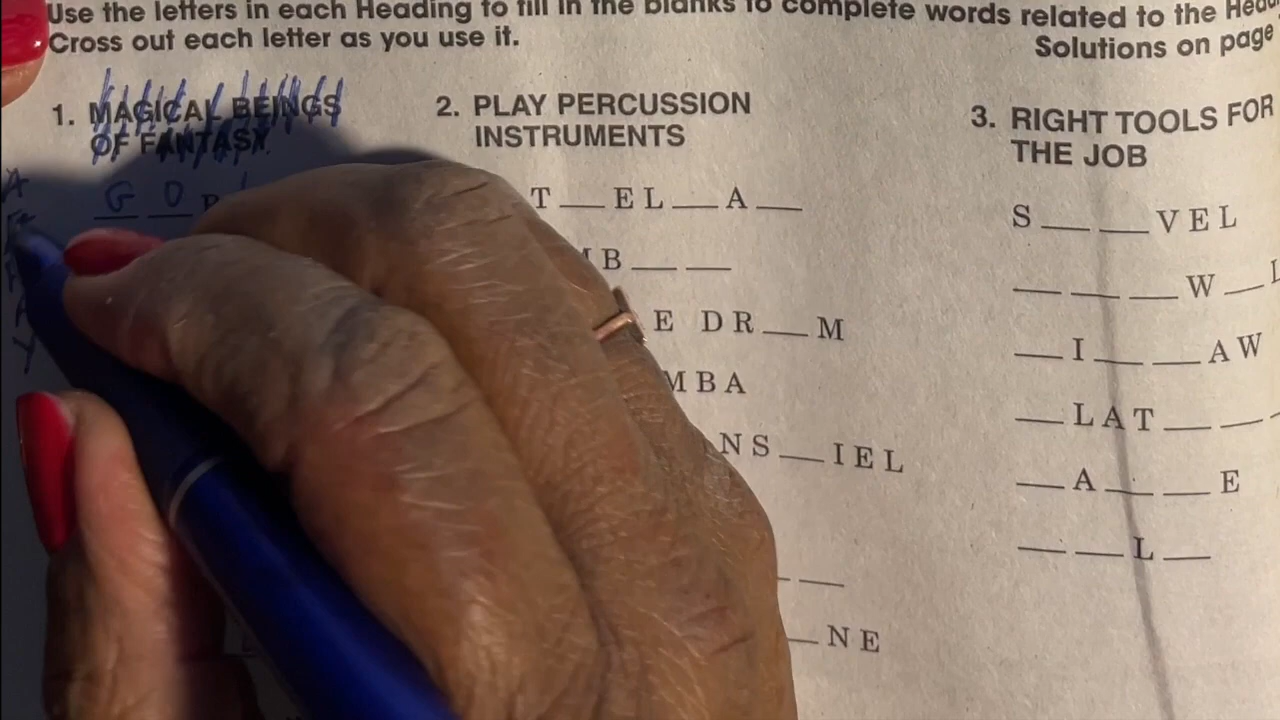 Use the letters in each Heading to fill in the blanks to complete words related to the
Cross out each letter as you use it.
Solutions on page
1. MAGICAL BEINGS
OF FANTASY
G O
2. PLAY PERCUSSION
INSTRUMENTS
T __ E L __ A __
B __ __
E D R __ M
M B A
N S __ I E L
__ N E
3. RIGHT TOOLS FOR
THE JOB
S __ __ V E L
__ __ __ W __
__ I __ __ A W
__ L A T __ __
__ A __ __ E
__ __ L __